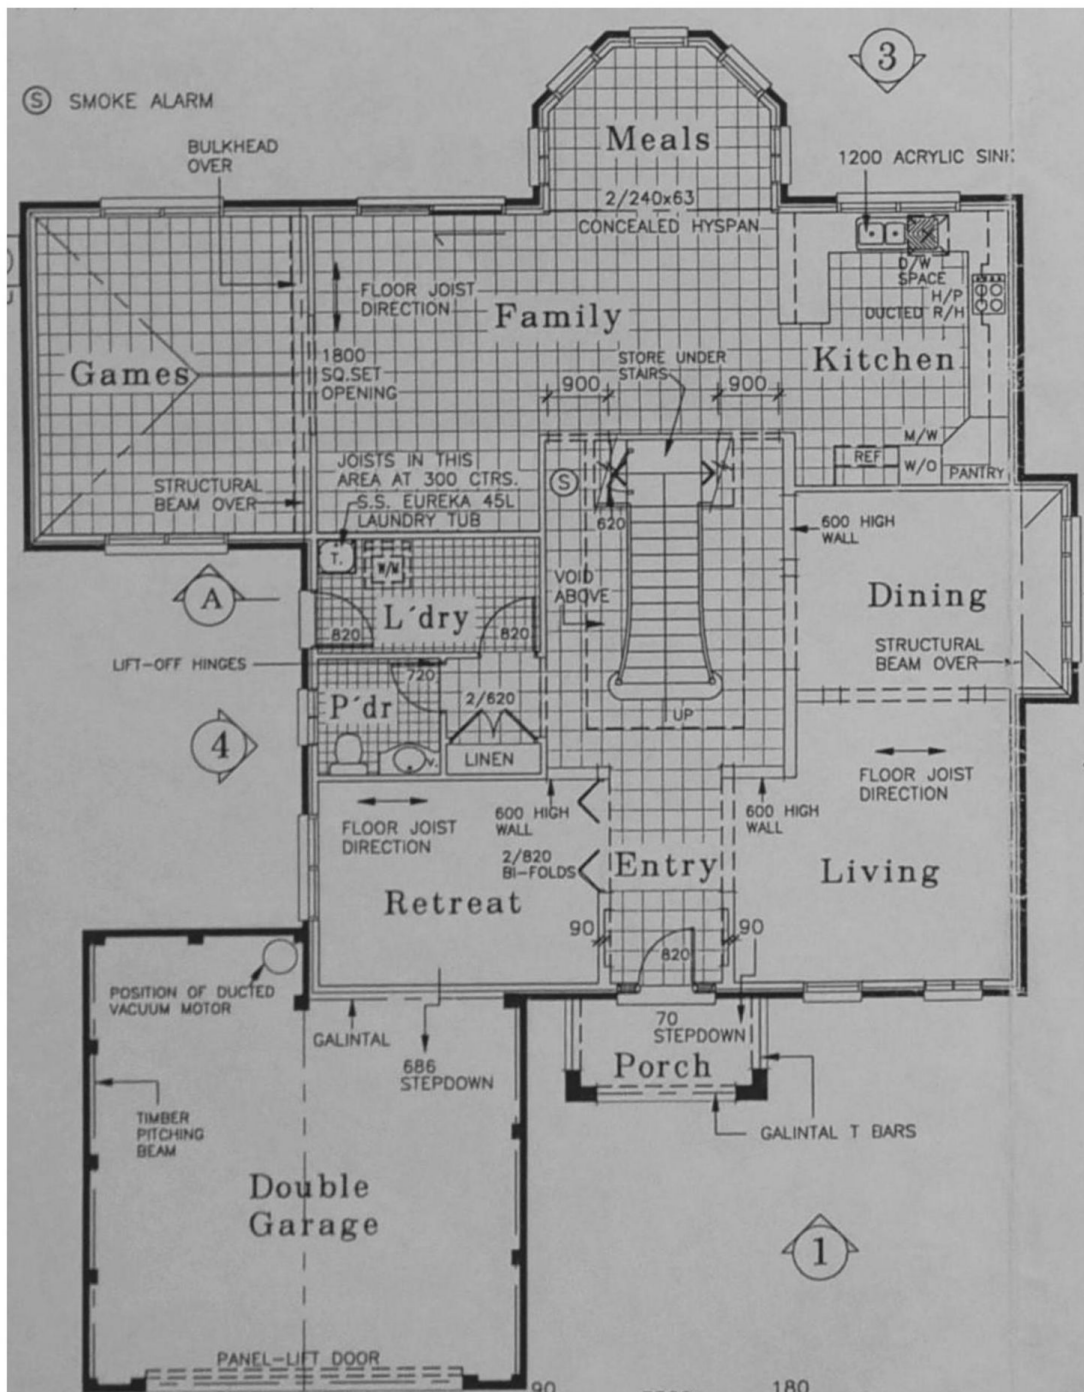 3
S SMOKE ALARM
Meals
BULKHEAD
OVER
1200 ACRYLIC SINK
2/240x63
CONCEALED HYSPAN
D/W
SPACE
H/P
DUCTED R/H
FLOOR JOIST
DIRECTION
Family
Games
1800
SQ.SET
OPENING
STORE UNDER
STAIRS
900
900
Kitchen
M/W
REF
W/O
PANTRY
JOISTS IN THIS
AREA AT 300 CTRS.
STRUCTURAL
BEAM OVER
S.S. EUREKA 45L
LAUNDRY TUB
S
620
600 HIGH
WALL
T.
W/M
VOID
ABOVE
A
L'dry
820
820
Dining
STRUCTURAL
BEAM OVER
LIFT-OFF HINGES
720
P'dr
2/620
UP
4
LINEN
V.
FLOOR JOIST
DIRECTION
FLOOR JOIST
DIRECTION
600 HIGH
WALL
600 HIGH
WALL
2/820
BI-FOLDS
Entry
Living
Retreat
90
90
820
POSITION OF DUCTED
VACUUM MOTOR
GALINTAL
70
STEPDOWN
686
STEPDOWN
Porch
TIMBER
PITCHING
BEAM
GALINTAL T BARS
Double
Garage
1
PANEL-LIFT DOOR
90
180